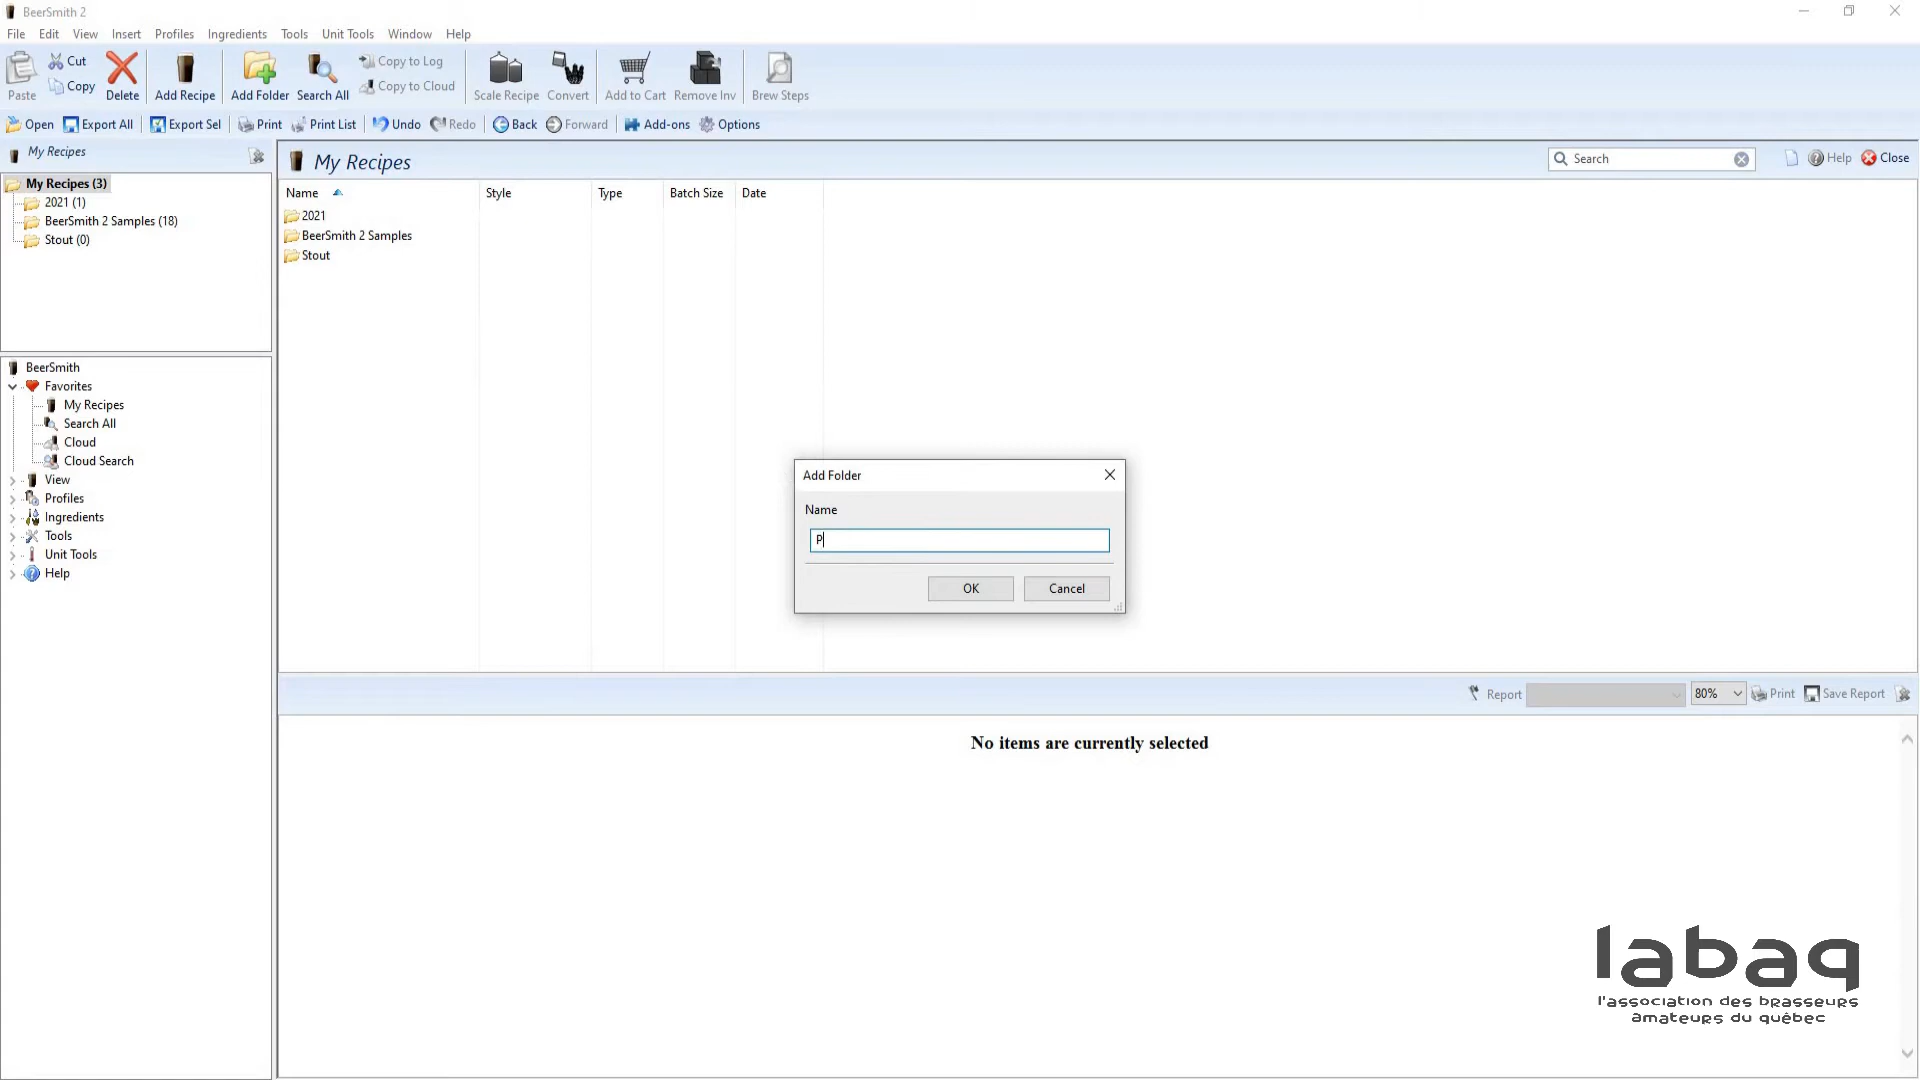 BeerSmith 2
File Edit View Insert Profiles Ingredients Tools Unit Tools Window Help
Paste Cut Copy Delete Add Recipe Add Folder Search All Copy to Log Copy to Cloud Scale Recipe Convert Add to Cart Remove Inv Brew Steps
Open Export All Export Sel Print Print List Undo Redo Back Forward Add-ons Options
My Recipes
My Recipes (3)
2021 (1)
BeerSmith 2 Samples (18)
Stout (0)
BeerSmith
Favorites
My Recipes
Search All
Cloud
Cloud Search
View
Profiles
Ingredients
Tools
Unit Tools
Help
My Recipes
Search
Help Close
Name Style Type Batch Size Date
2021
BeerSmith 2 Samples
Stout
Add Folder
Name
P
OK Cancel
Report 80% Print Save Report
No items are currently selected
labaq
l'association des brasseurs
amateurs du québec